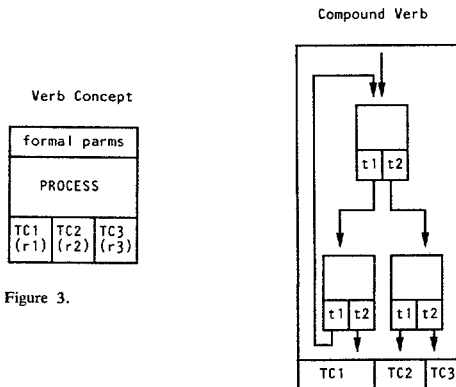 Verb Concept
formal parms
PROCESS
TC1 TC2 TC3
(r1) (r2) (r3)
Figure 3.
Compound Verb
t1 t2
t1 t2 t1 t2
TC1 TC2 TC3